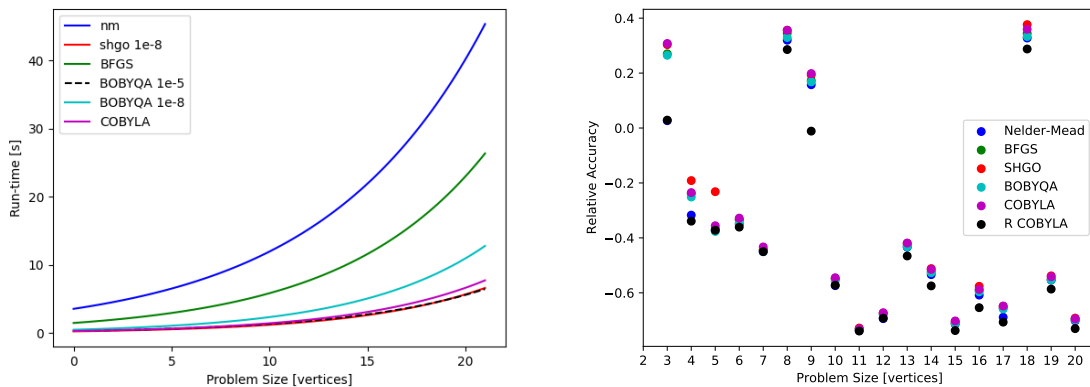 nm
shgo 1e-8
BFGS
BOBYQA 1e-5
BOBYQA 1e-8
COBYLA
Run-time [s]
40
30
20
10
0
0 5 10 15 20
Problem Size [vertices]
Relative Accuracy
0.4
0.2
0.0
−0.2
−0.4
−0.6
Nelder-Mead
BFGS
SHGO
BOBYQA
COBYLA
R COBYLA
2 3 4 5 6 7 8 9 10 11 12 13 14 15 16 17 18 19 20
Problem Size [vertices]